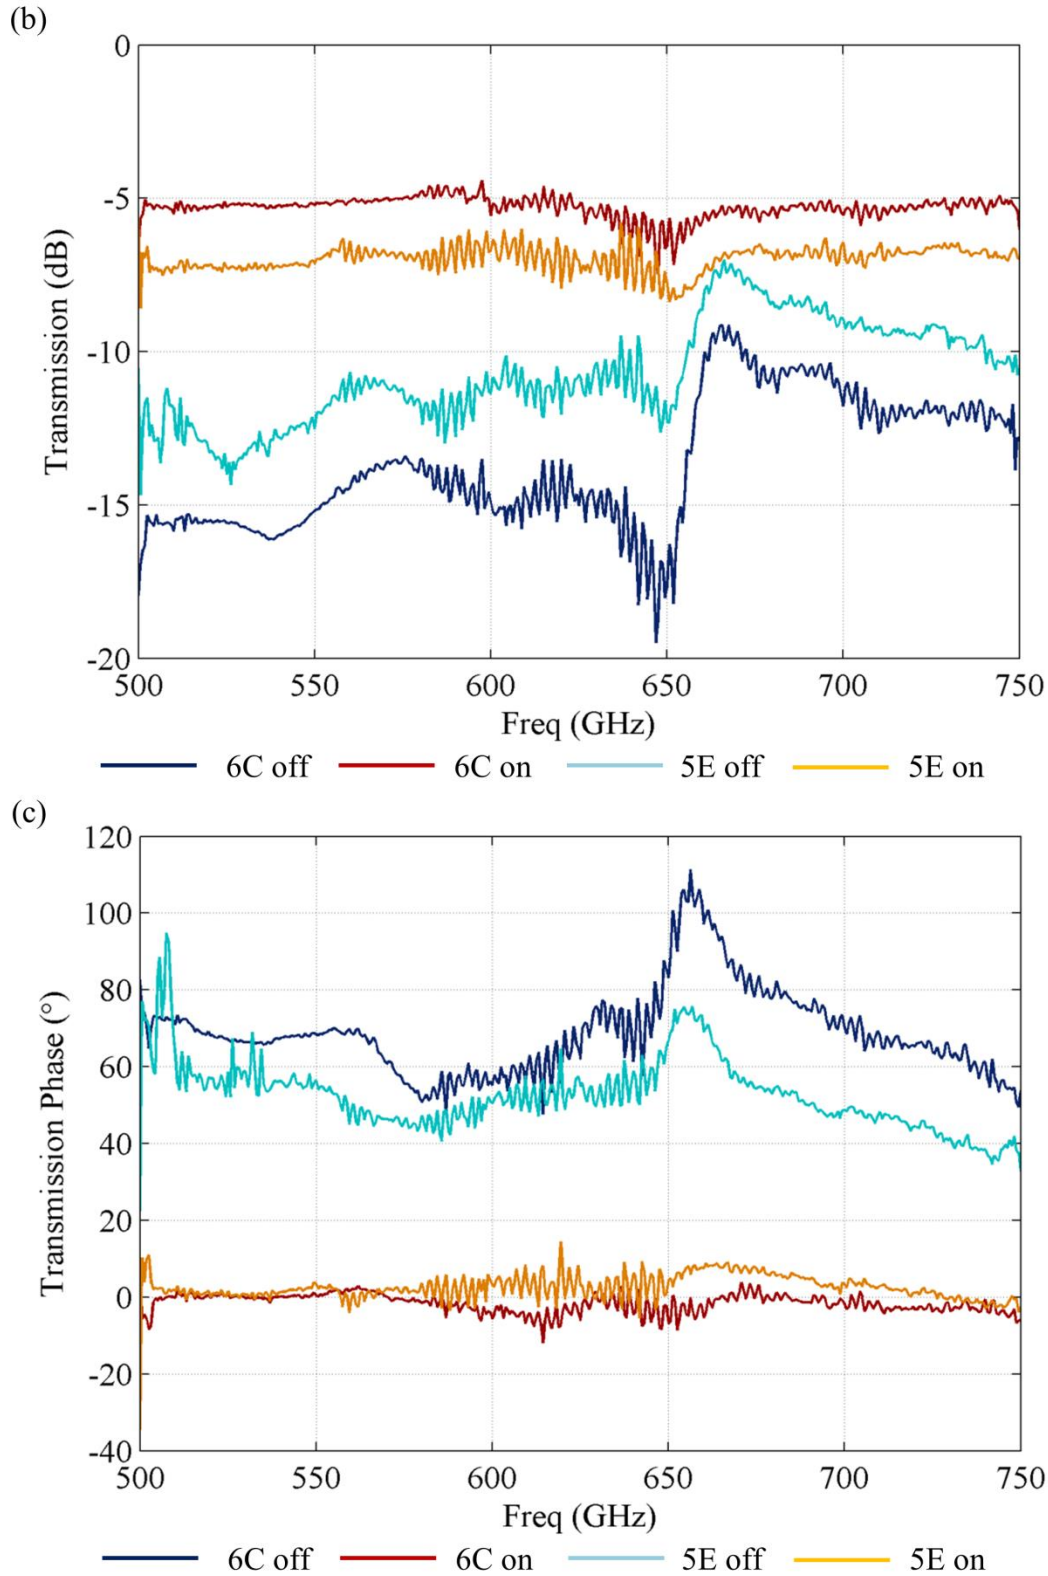 (b)
0
-5
-10
-15
-20
Transmisssion (dB)
500 550 600 650 700 750
Freq (GHz)
6C off 6C on 5E off 5E on
(c)
120
100
80
60
40
20
0
-20
-40
Transmission Phase (°)
500 550 600 650 700 750
Freq (GHz)
6C off 6C on 5E off 5E on